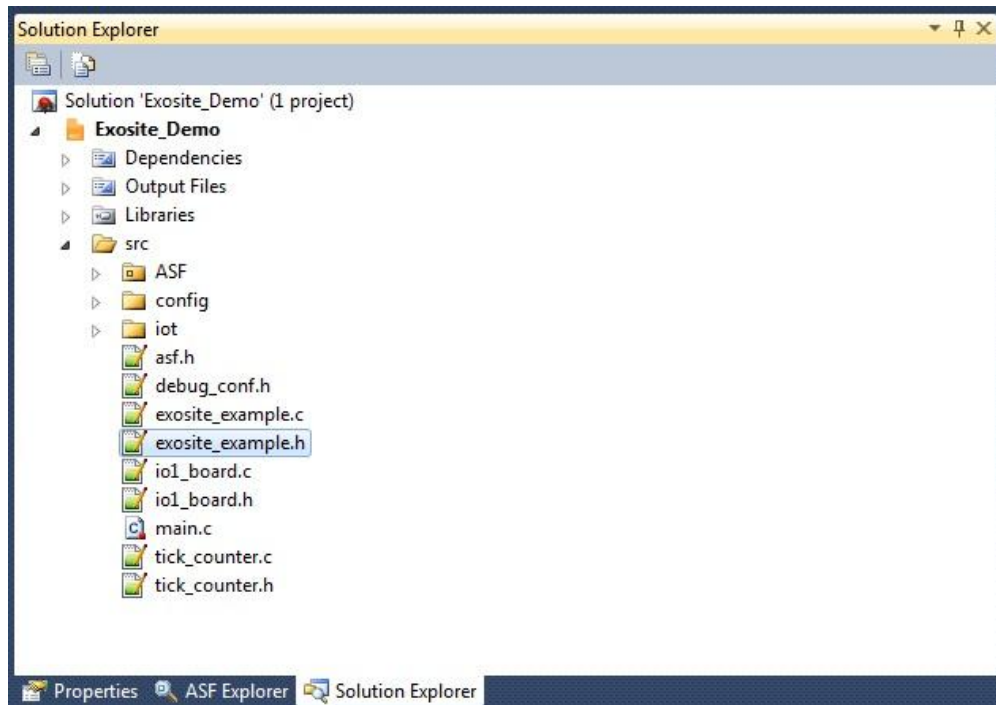 Solution Explorer
Solution 'Exosite_Demo' (1 project)
Exosite_Demo
Dependencies
Output Files
Libraries
src
ASF
config
iot
asf.h
debug_conf.h
exosite_example.c
exosite_example.h
io1_board.c
io1_board.h
main.c
tick_counter.c
tick_counter.h
Properties ASF Explorer Solution Explorer